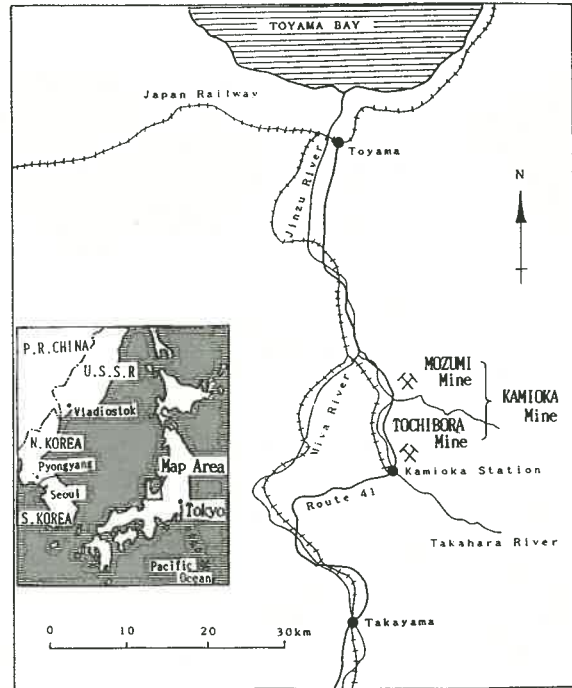 TOYAMA BAY
Japan Railway
Toyama
Jinzu River
N
P.R.CHINA
U.S.S.R
Vladiostok
N.KOREA
Pyongyang
Seoul
S.KOREA
Map Area
Tokyo
Pacific
Ocean
MOZUMI
Mine
KAMIOKA
Mine
TOCHIBORA
Mine
Miya River
Kamioka Station
Route 41
Takahara River
Takayama
0 10 20 30km